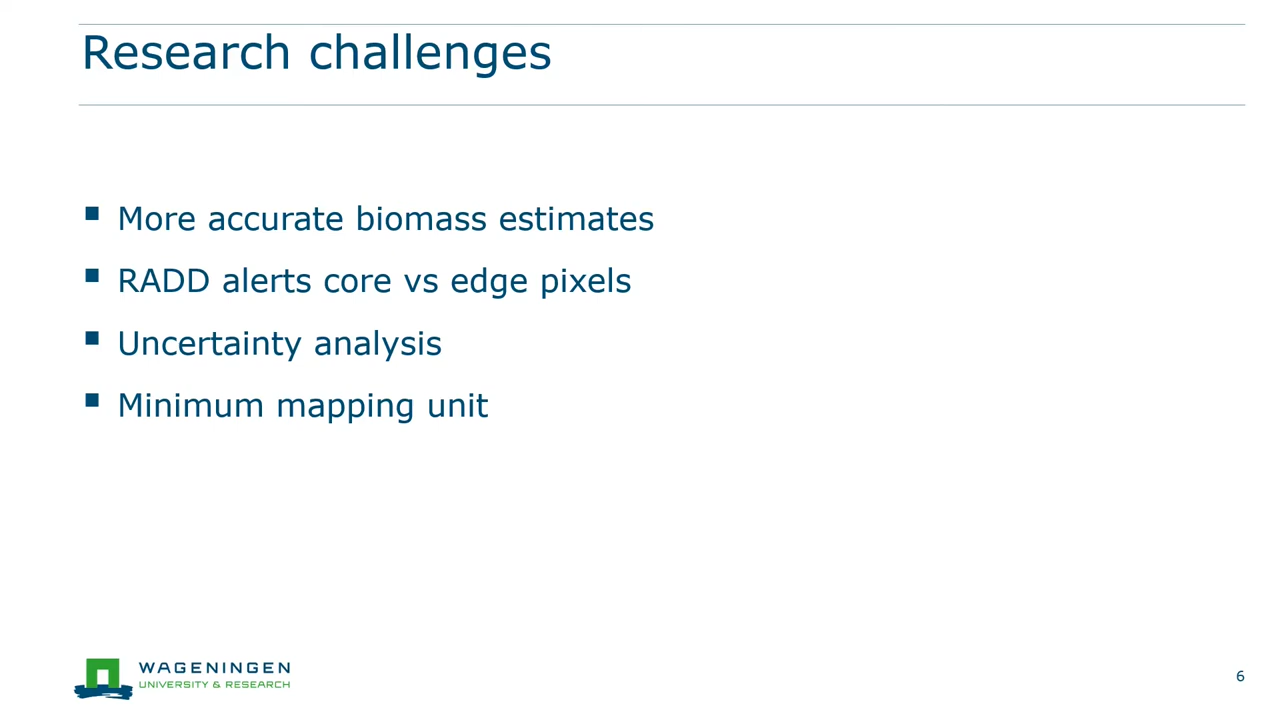 Research challenges
▪ More accurate biomass estimates
▪ RADD alerts core vs edge pixels
▪ Uncertainty analysis
▪ Minimum mapping unit
WAGENINGEN
UNIVERSITY & RESEARCH
6